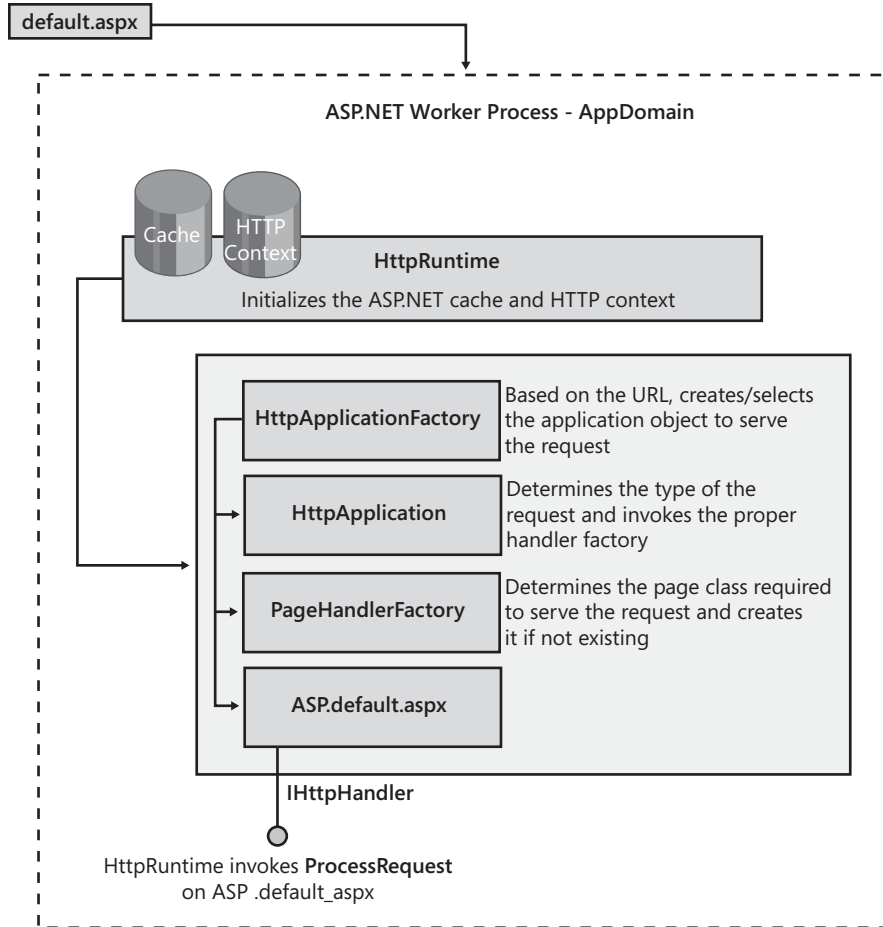 default.aspx
ASP.NET Worker Process - AppDomain
Cache
HTTP
Context
HttpRuntime
Initializes the ASP.NET cache and HTTP context
HttpApplicationFactory
Based on the URL, creates/selects
the application object to serve
the request
HttpApplication
Determines the type of the
request and invokes the proper
handler factory
PageHandlerFactory
Determines the page class required
to serve the request and creates
it if not existing
ASP.default.aspx
IHttpHandler
HttpRuntime invokes ProcessRequest
on ASP .default_aspx